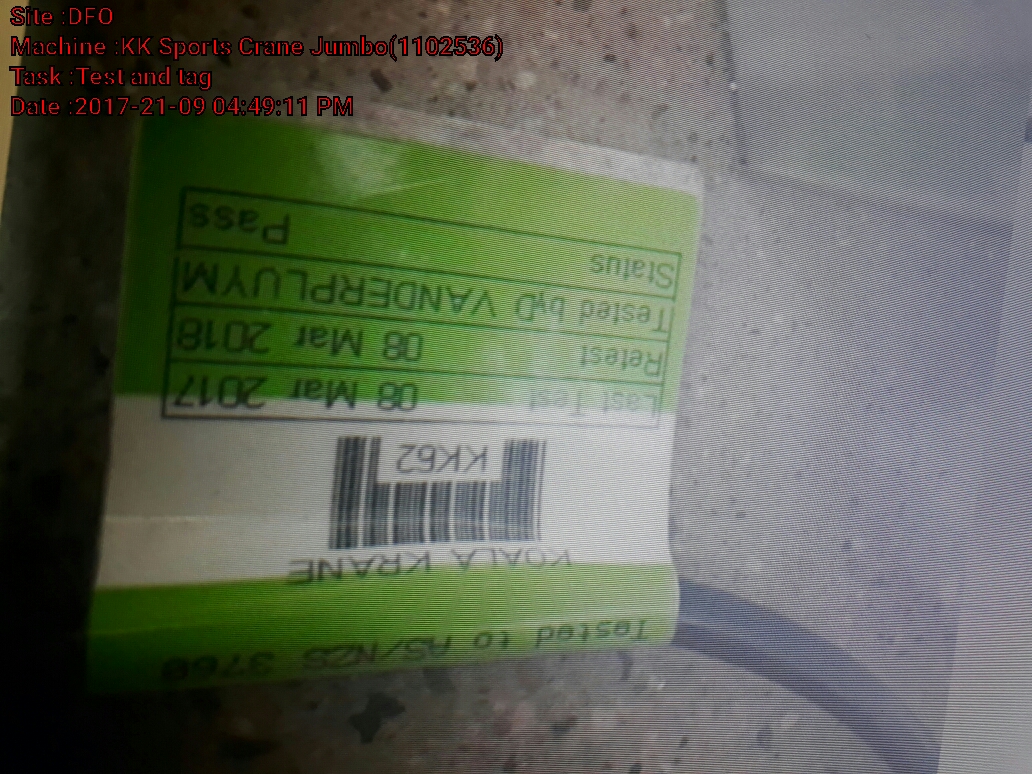 Site :DFO
Machine :KK Sports Crane Jumbo(1102536)
Task :Test and tag
Date :2017-21-09 04:49:11 PM
Tested to AS/NZS 3760
KOALA KRANE
KK62
Last Test 08 Mar 2017
Retest 08 Mar 2018
Tested byD VANDERPLUYM
Status Pass